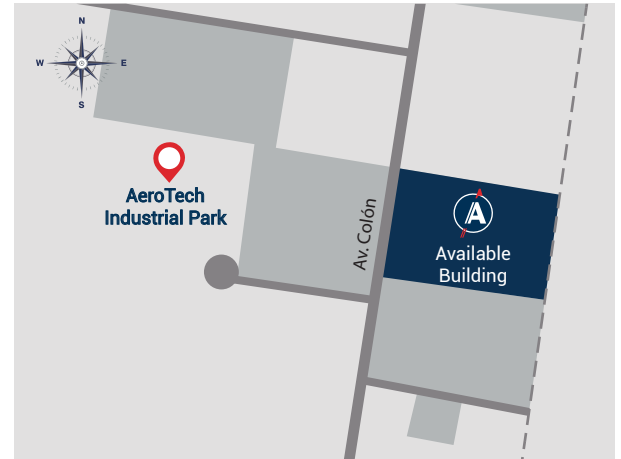 N
W E
S
AeroTech
Industrial Park
Av. Colón
A
Available
Building